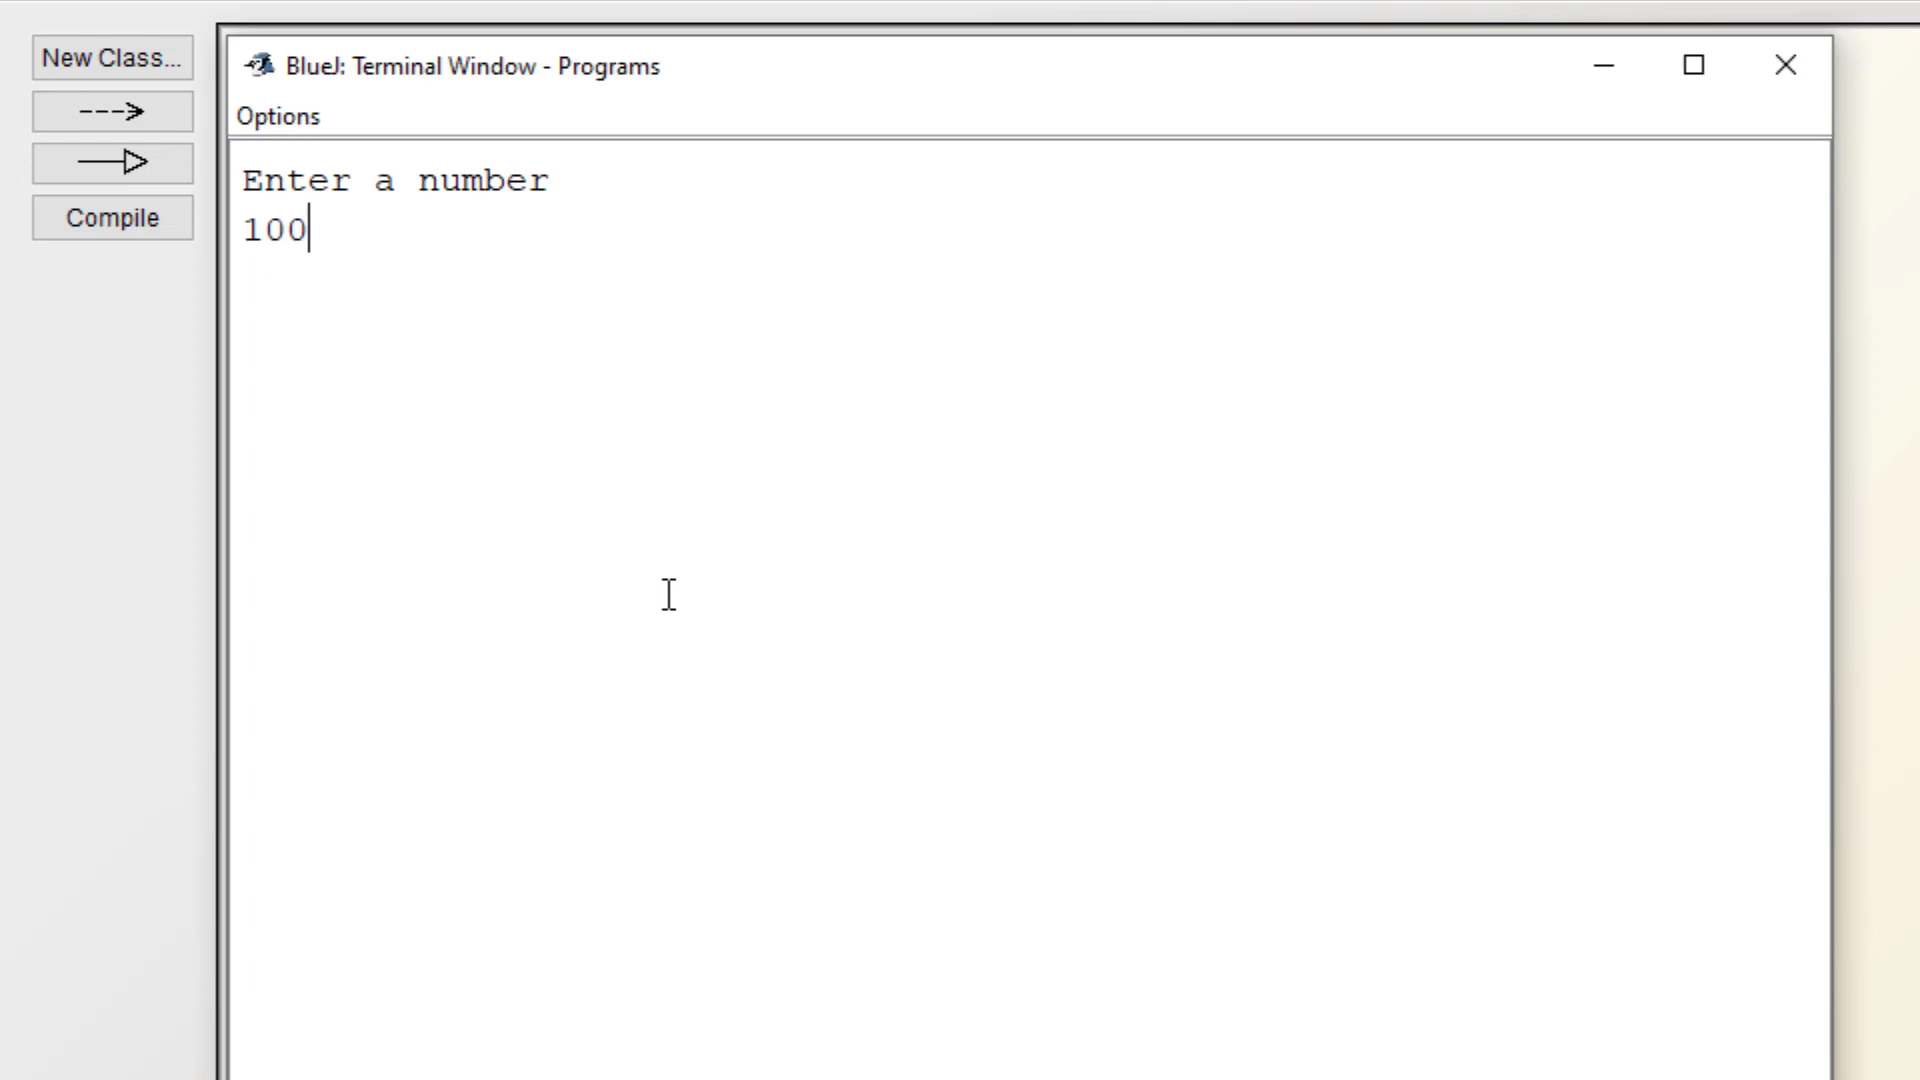 New Class...
Compile
BlueJ: Terminal Window - Programs
Options
Enter a number
100